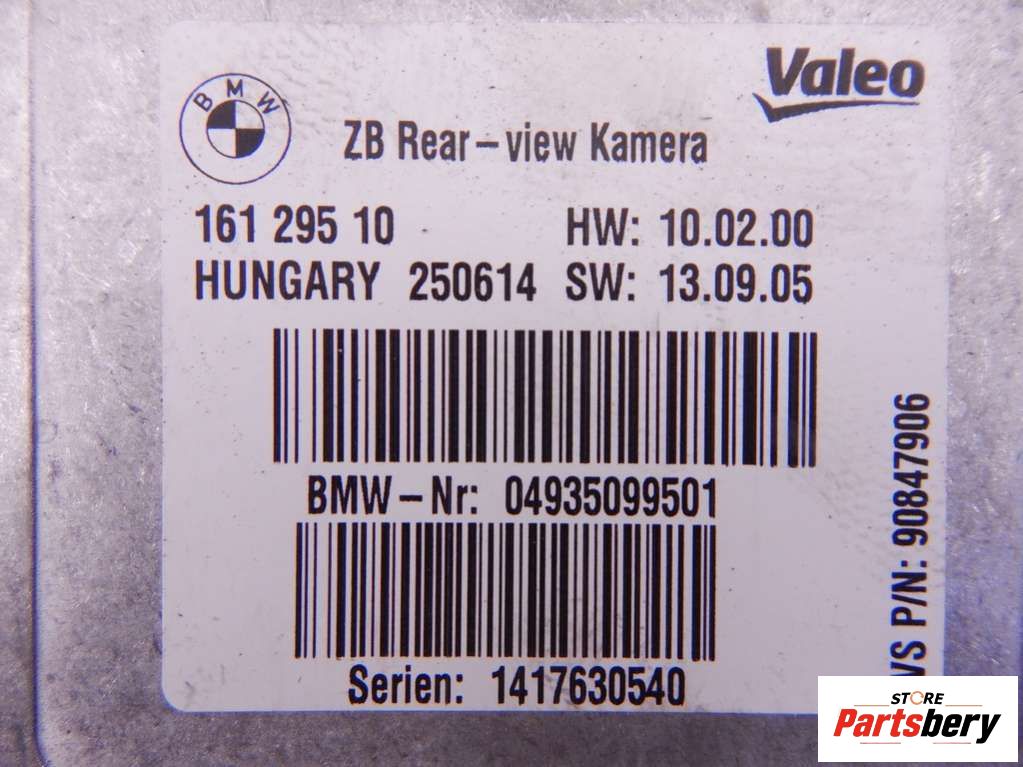 BMW
Valeo
ZB Rear-view Kamera
161 295 10 HW: 10.02.00
HUNGARY 250614 SW: 13.09.05
BMW-Nr: 04935099501
Serien: 1417630540
VS P/N: 90847906
STORE
Partsbery